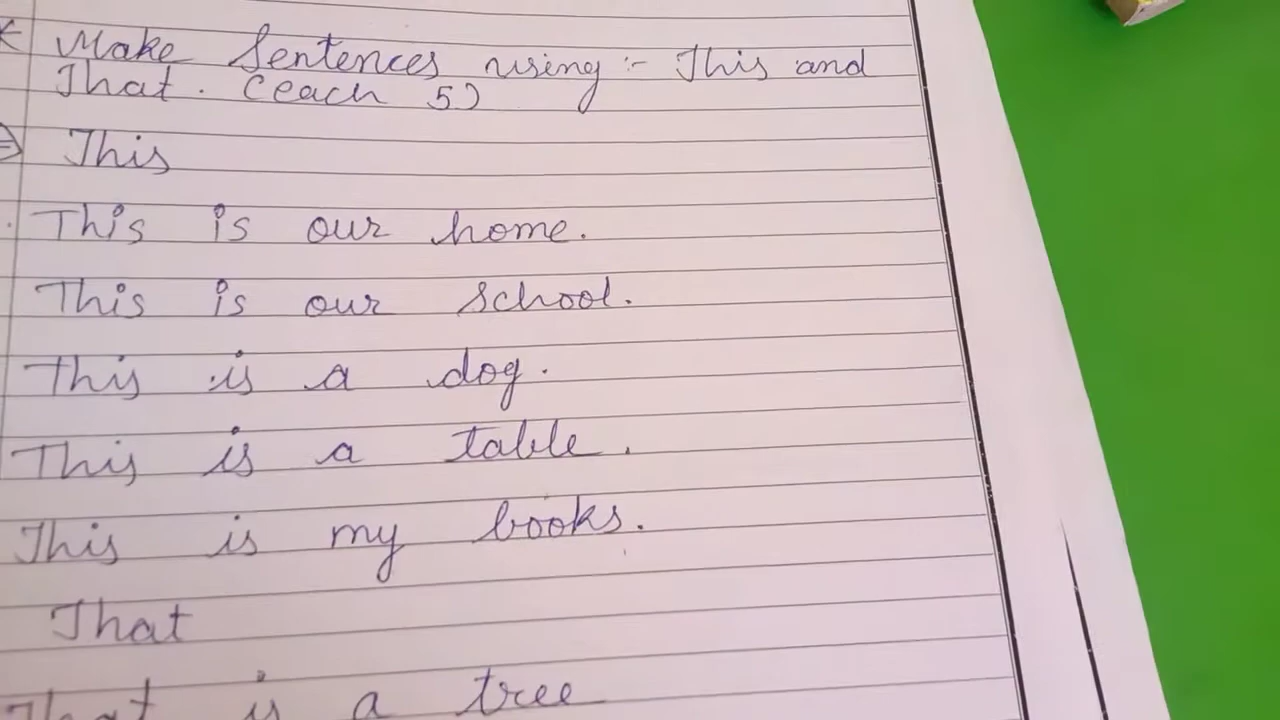 Make Sentences using :- This and
That. (each 5)
This
This is our home.
This is our school.
This is a dog.
This is a table.
This is my books.
That
That is a tree